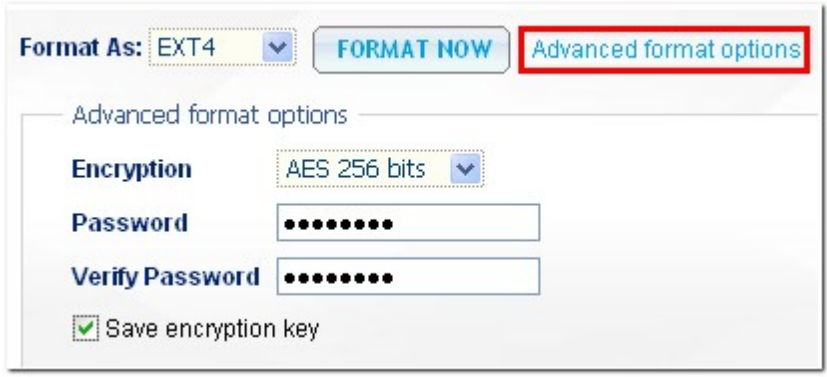 Format As: EXT4 FORMAT NOW Advanced format options
Advanced format options
Encryption AES 256 bits
Password ••••••••
Verify Password ••••••••
Save encryption key